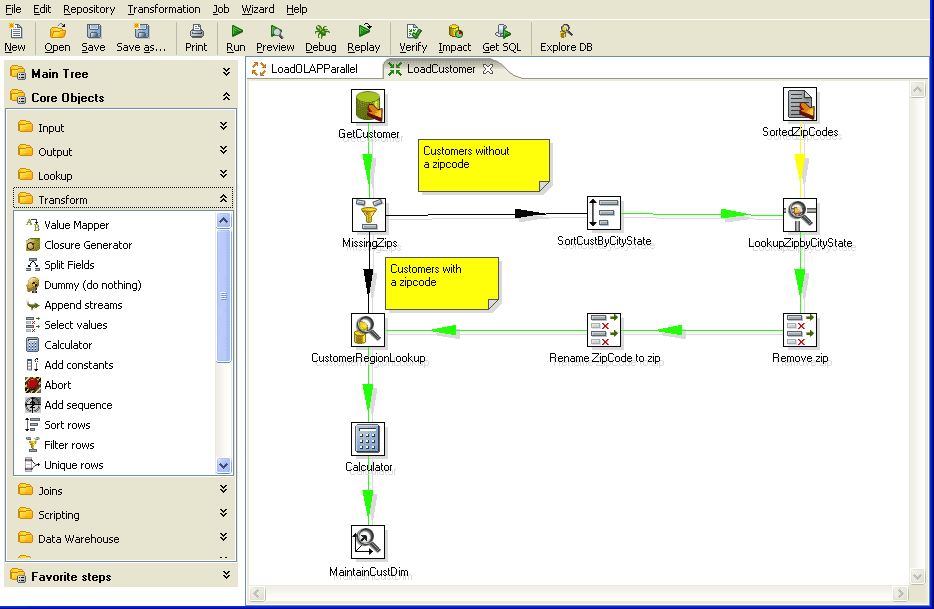 File Edit Repository Transformation Job Wizard Help
New Open Save Save as... Print Run Preview Debug Replay Verify Impact Get SQL Explore DB
Main Tree
Core Objects
Input
Output
Lookup
Transform
Value Mapper
Closure Generator
Split Fields
Dummy (do nothing)
Append streams
Select values
Calculator
Add constants
Abort
Add sequence
Sort rows
Filter rows
Unique rows
Joins
Scripting
Data Warehouse
Favorite steps
LoadOLAPParallel LoadCustomer
GetCustomer
SortedZipCodes
Customers without
a zipcode
MissingZips
SortCustByCityState
LookupZipbyCityState
Customers with
a zipcode
CustomerRegionLookup
Rename ZipCode to zip
Remove zip
Calculator
MaintainCustDim